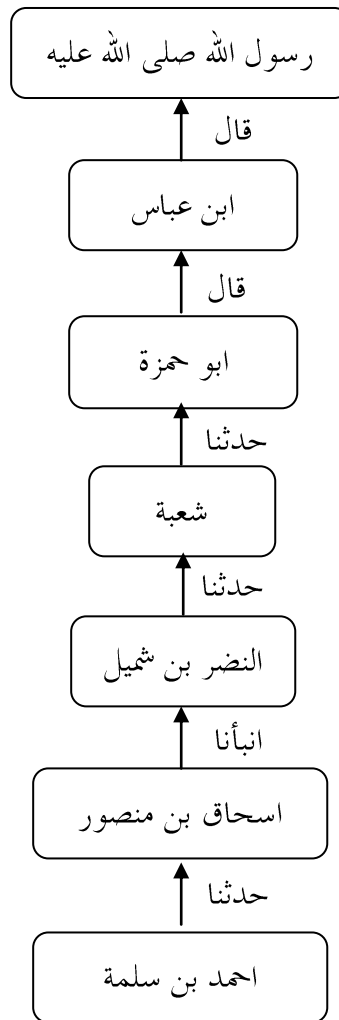 رسول الله صلى الله عليه
قال
ابن عباس
قال
ابو حمزة
حدثنا
شعبة
حدثنا
النضر بن شميل
انبأنا
اسحاق بن منصور
حدثنا
احمد بن سلمة